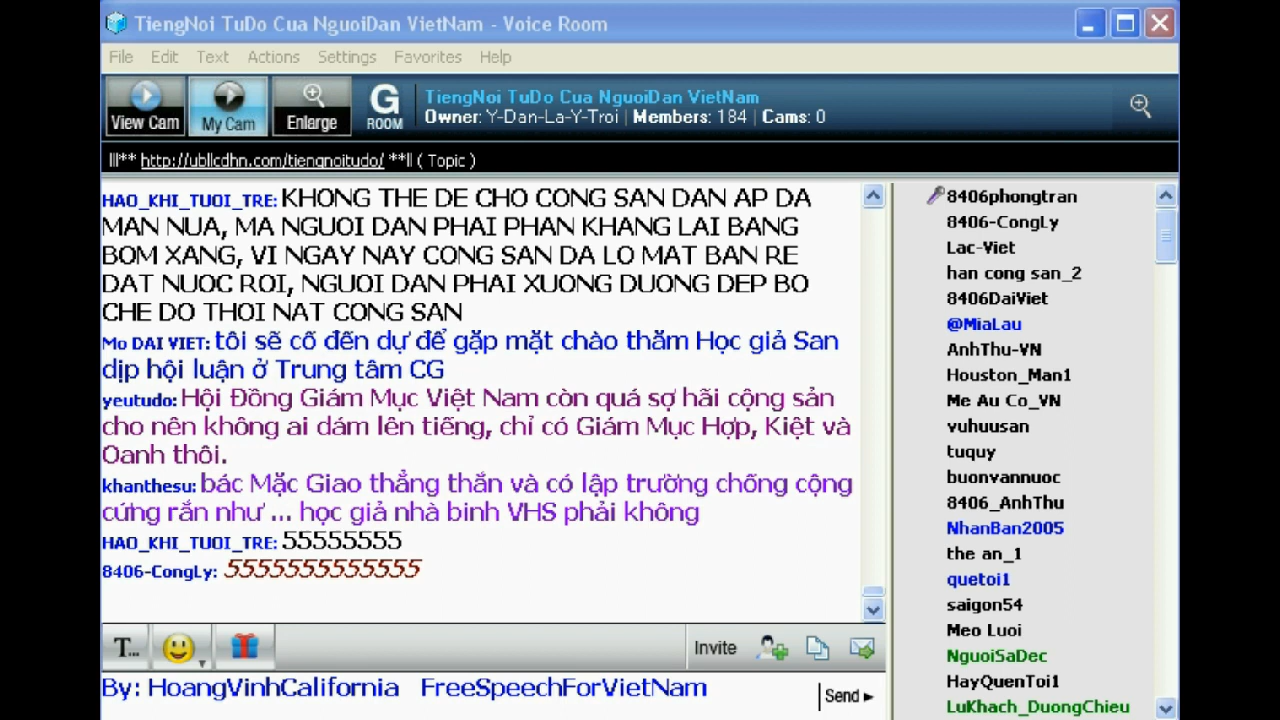 TiengNoi TuDo Cua NguoiDan VietNam - Voice Room
File Edit Text Actions Settings Favorites Help
View Cam My Cam Enlarge G ROOM
TiengNoi TuDo Cua NguoiDan VietNam
Owner: Y-Dan-La-Y-Troi | Members: 184 | Cams: 0
|||** http://ubllcdhn.com/tiengnoitudo/ **|| ( Topic )
HAO_KHI_TUOI_TRE: KHONG THE DE CHO CONG SAN DAN AP DA
MAN NUA, MA NGUOI DAN PHAI PHAN KHANG LAI BANG
BOM XANG, VI NGAY NAY CONG SAN DA LO MAT BAN RE
DAT NUOC ROI, NGUOI DAN PHAI XUONG DUONG DEP BO
CHE DO THOI NAT CONG SAN
Mo DAI VIET: tôi sẽ cố đến dự để gặp mặt chào thăm Học giả San
dịp hội luận ở Trung tâm CG
yeutudo: Hội Đồng Giám Mục Việt Nam còn quá sợ hãi cộng sản
cho nên không ai dám lên tiếng, chỉ có Giám Mục Hợp, Kiệt và
Oanh thôi.
khanthesu: bác Mặc Giao thẳng thắn và có lập trường chống cộng
cứng rắn như ... học giả nhà binh VHS phải không
HAO_KHI_TUOI_TRE: 55555555
8406-CongLy: 5555555555555
T... Invite
By: HoangVinhCalifornia FreeSpeechForVietNam
Send
8406phongtran
8406-CongLy
Lac-Viet
han cong san_2
8406DaiViet
@MiaLau
AnhThu-VN
Houston_Man1
Me Au Co_VN
vuhuusan
tuquy
buonvannuoc
8406_AnhThu
NhanBan2005
the an_1
quetoi1
saigon54
Meo Luoi
NguoiSaDec
HayQuenToi1
LuKhach_DuongChieu